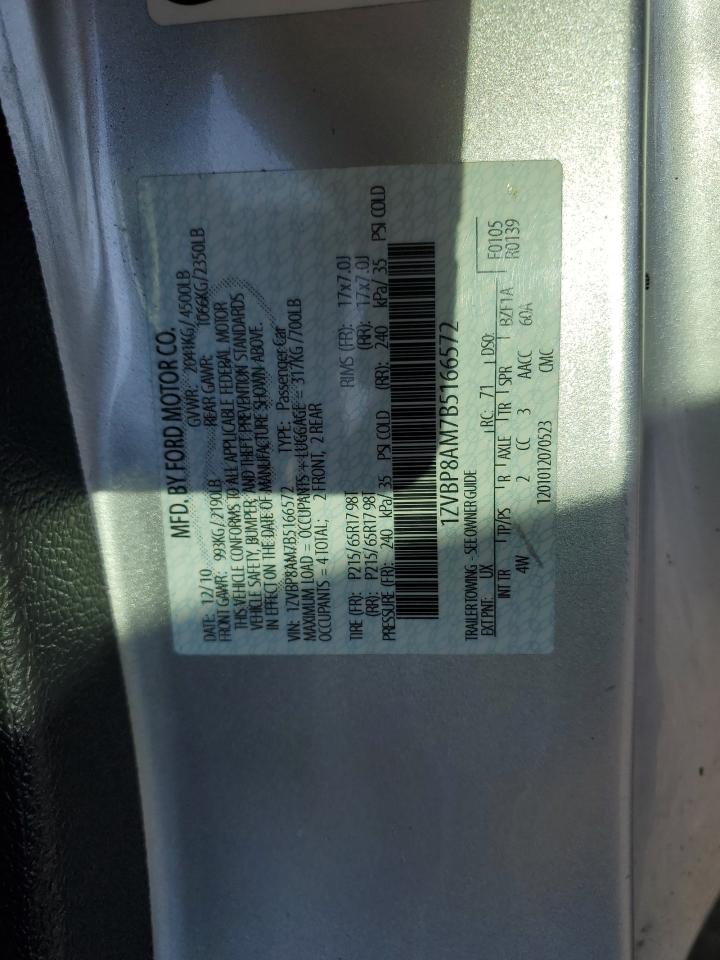 MFD. BY FORD MOTOR CO.
DATE: 12/10 GVWR: 2041KG/4500LB
FRONT GAWR: 993KG/2190LB REAR GAWR: 1066KG/2350LB
THIS VEHICLE CONFORMS TO ALL APPLICABLE FEDERAL MOTOR
VEHICLE SAFETY, BUMPER, AND THEFT PREVENTION STANDARDS
IN EFFECT ON THE DATE OF MANUFACTURE SHOWN ABOVE.
VIN: 1ZVBP8AM7B5166572 TYPE: Passenger Car
MAXIMUM LOAD = OCCUPANTS + LUGGAGE = 317KG/700LB
OCCUPANTS = 4 TOTAL; 2 FRONT, 2 REAR
TIRE (FR): P215/65R17 98T RIMS (FR): 17x7.0J
(RR): P215/65R17 98T (RR): 17x7.0J
PRESSURE (FR): 240 kPa/ 35 PSI COLD (RR): 240 kPa/ 35 PSI COLD
1ZVBP8AM7B5166572
TRAILER TOWING - SEE OWNER GUIDE
EXT PNT: UX RC: 71 DSO: F0105
INT TR TP/PS R AXLE TR SPR BZF1A R0139
4W 2 CC 3 AACC 60A
1201012070523 CMC